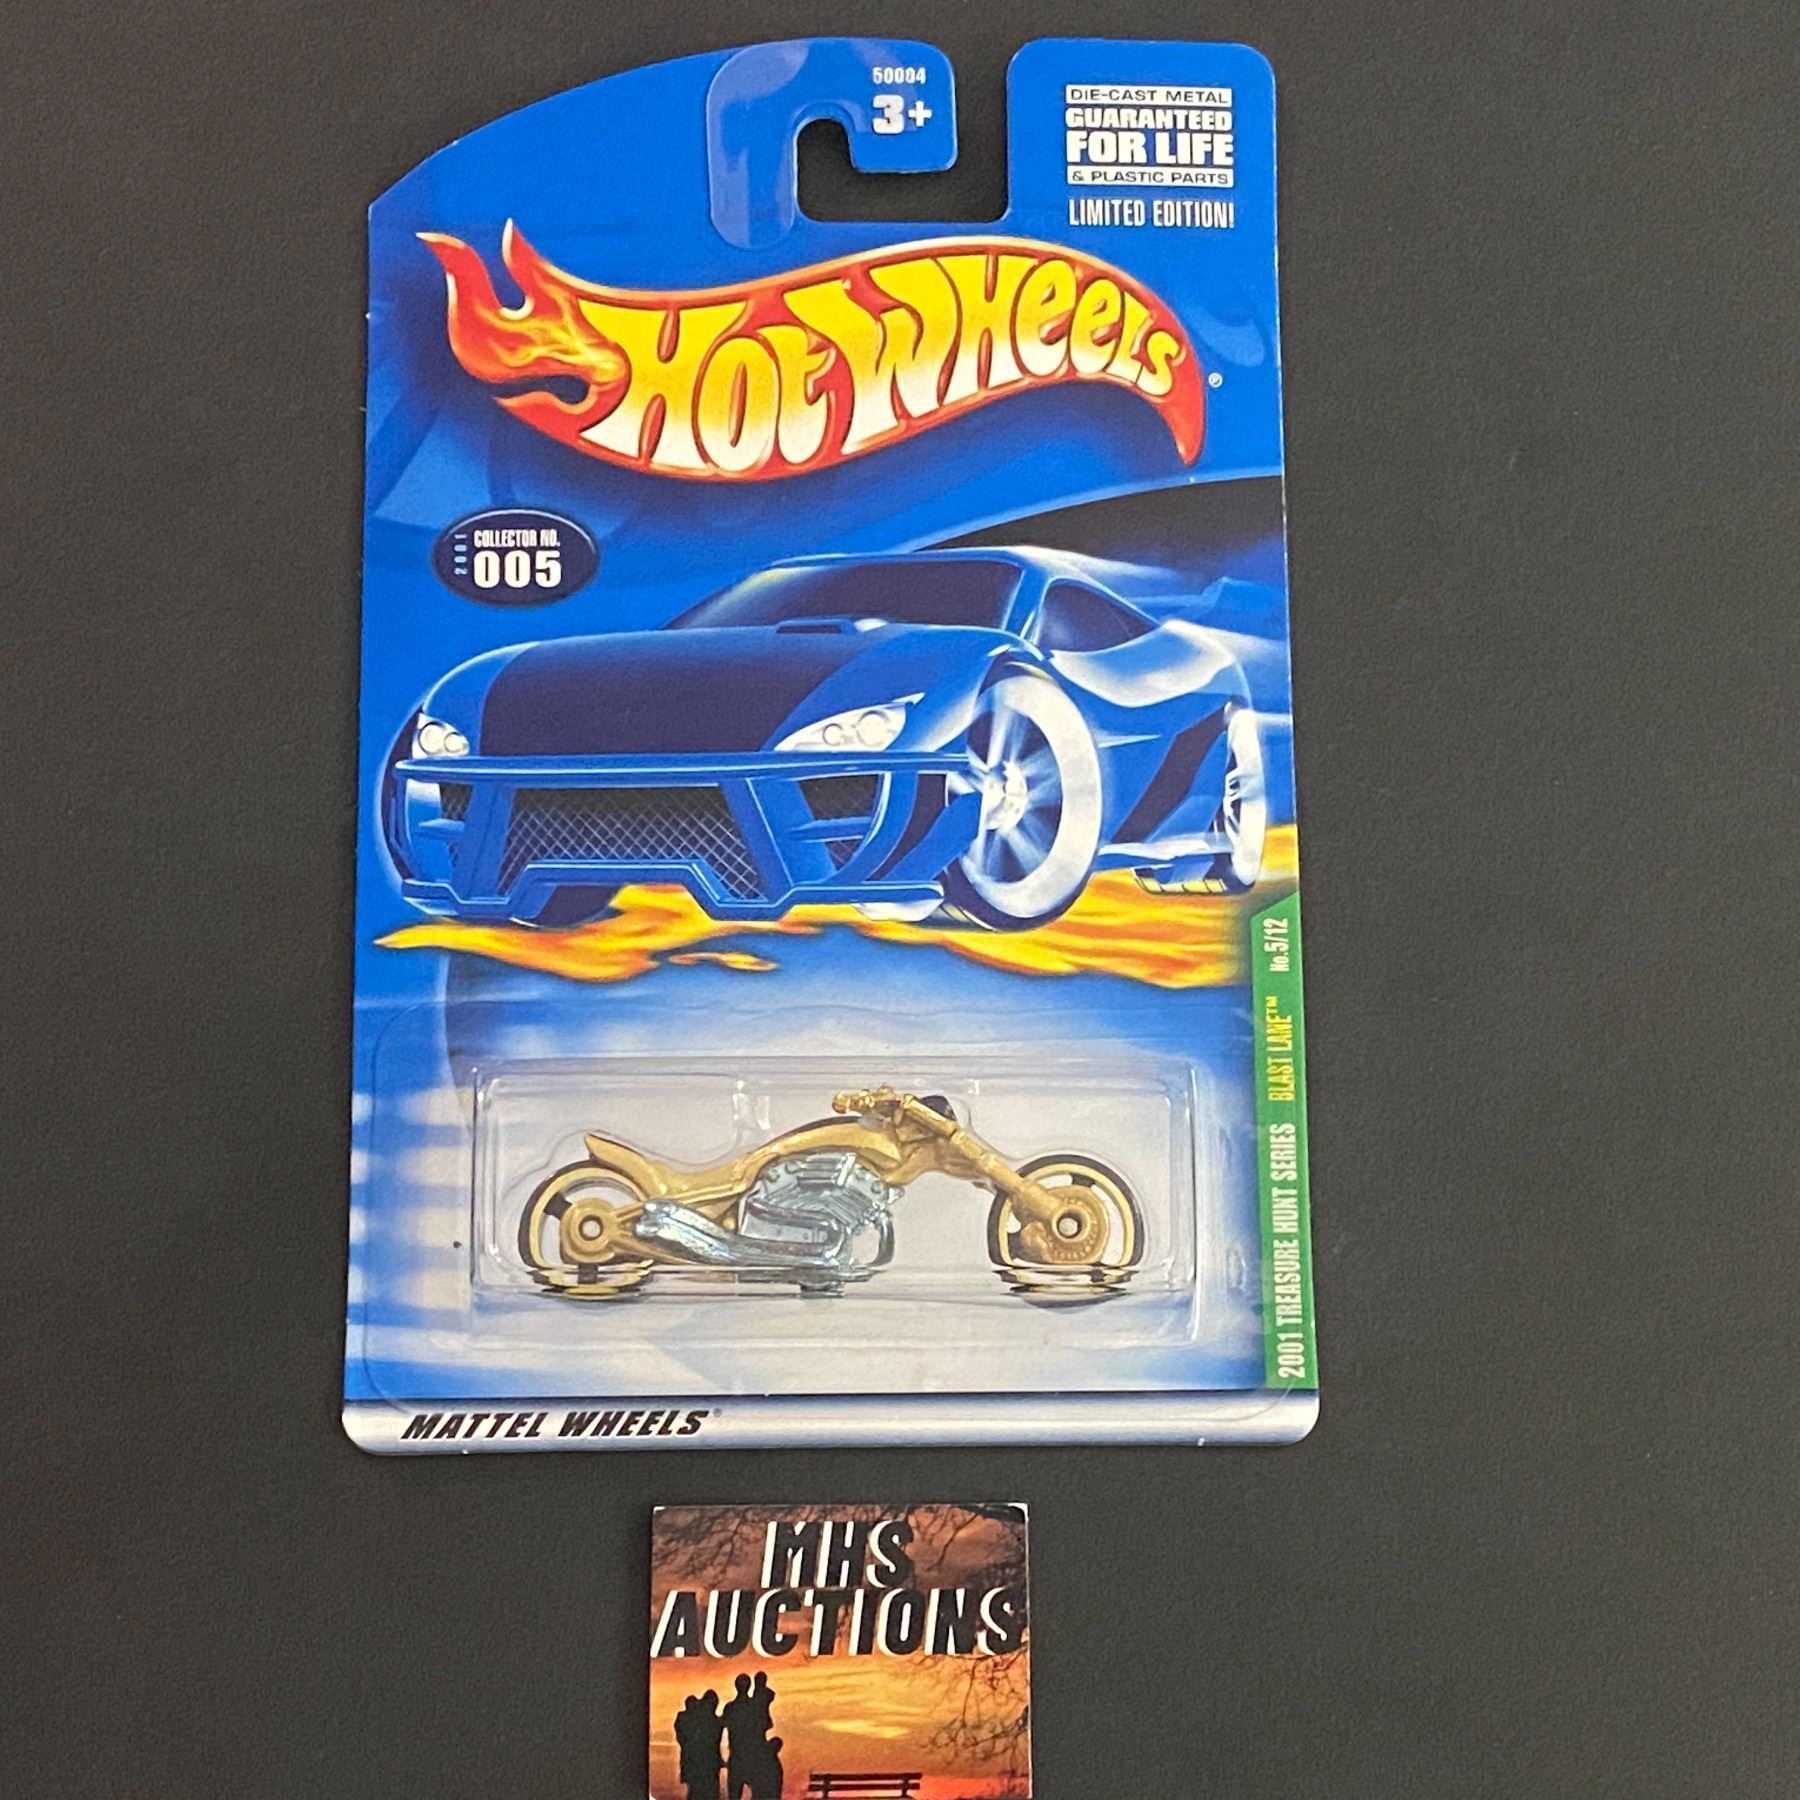 50004
3+
DIE-CAST METAL
GUARANTEED
FOR LIFE
& PLASTIC PARTS
LIMITED EDITION!
HOT WHEELS®
2001
COLLECTOR NO.
005
2001 TREASURE HUNT SERIES BLAST LANE™ No. 5/12
MATTEL WHEELS®
MHS
AUCTIONS